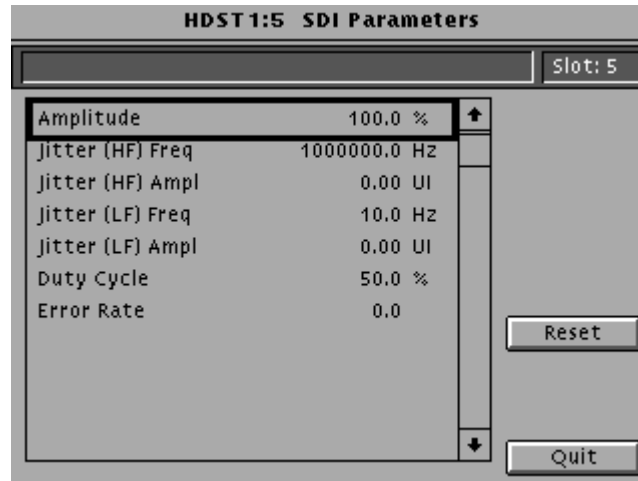 HDST1:5 SDI Parameters
Slot: 5
Amplitude 100.0 %
Jitter (HF) Freq 1000000.0 Hz
Jitter (HF) Ampl 0.00 UI
Jitter (LF) Freq 10.0 Hz
Jitter (LF) Ampl 0.00 UI
Duty Cycle 50.0 %
Error Rate 0.0
Reset
Quit